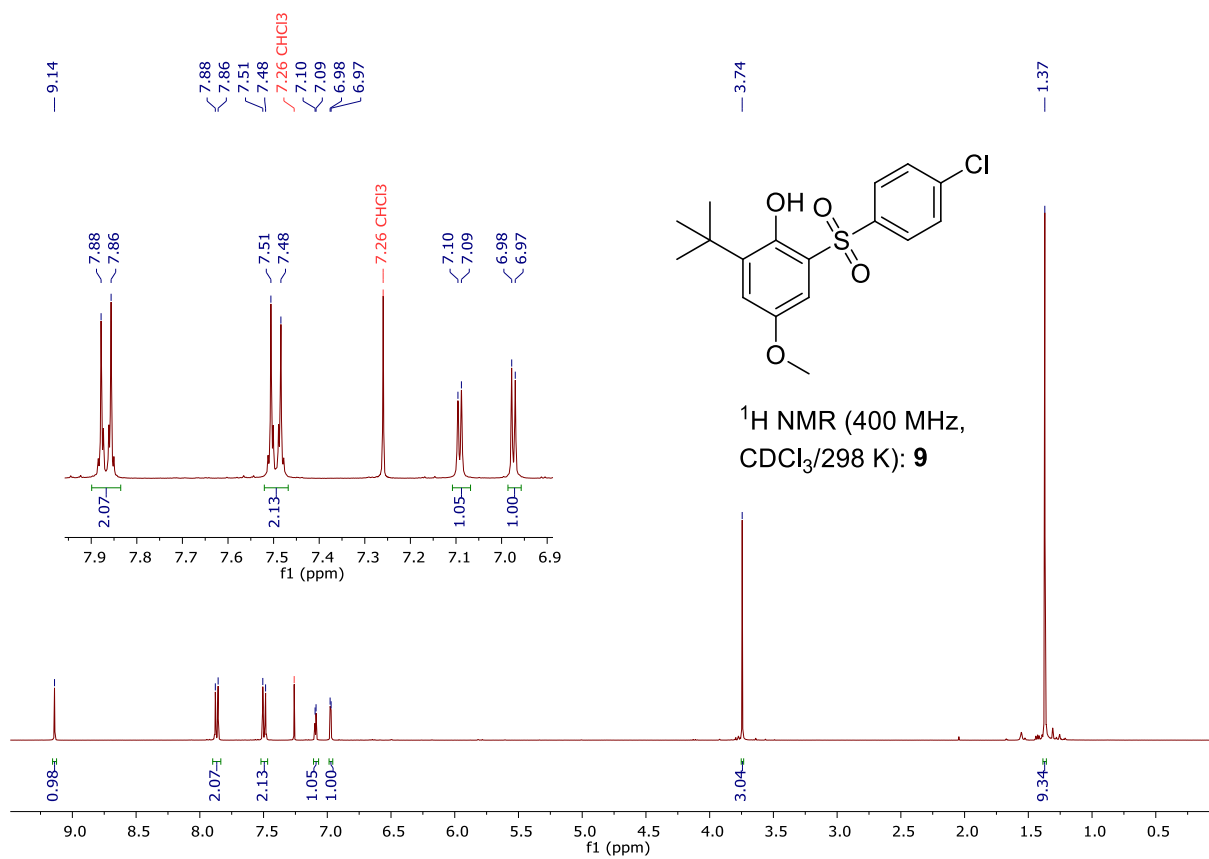 9.14
7.88
7.86
7.51
7.48
7.26 CHCl3
7.10
7.09
6.98
6.97
3.74
1.37
7.88
7.86
7.51
7.48
7.26 CHCl3
7.10
7.09
6.98
6.97
Cl
OH
O
S
O
O
¹H NMR (400 MHz,
CDCl₃/298 K): 9
2.07
2.13
1.05
1.00
7.9 7.8 7.7 7.6 7.5 7.4 7.3 7.2 7.1 7.0 6.9
f1 (ppm)
0.98
2.07
2.13
1.05
1.00
3.04
9.34
9.0 8.5 8.0 7.5 7.0 6.5 6.0 5.5 5.0 4.5 4.0 3.5 3.0 2.5 2.0 1.5 1.0 0.5
f1 (ppm)